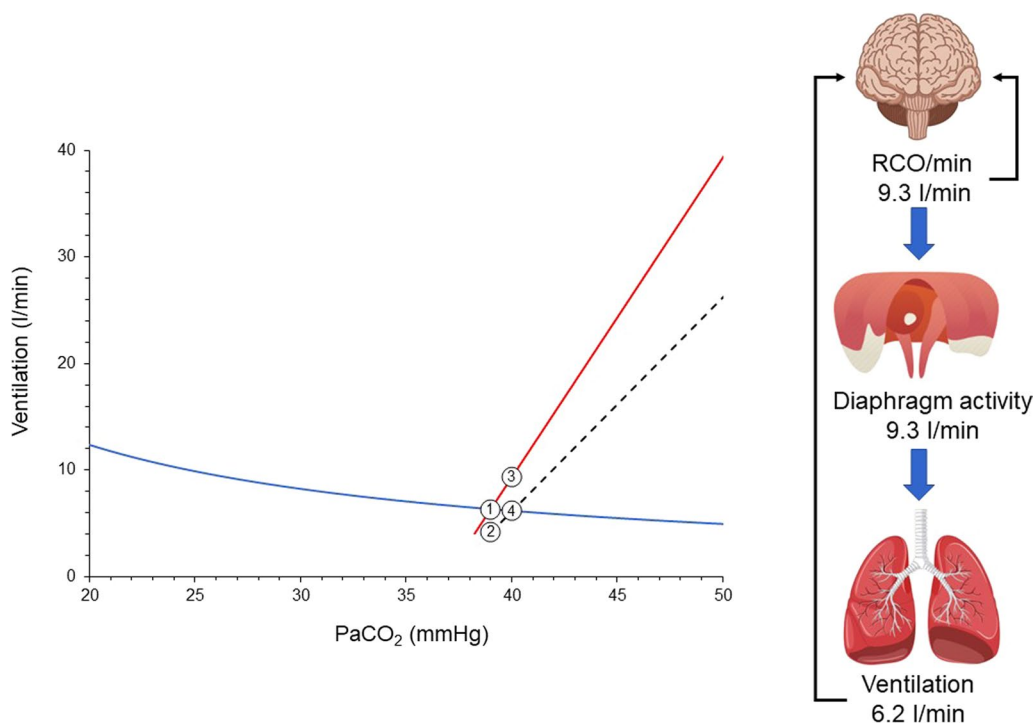 40
30
20
10
0
Ventilation (l/min)
3
1
4
2
20
25
30
35
40
45
50
PaCO₂ (mmHg)
RCO/min
9.3 l/min
Diaphragm activity
9.3 l/min
Ventilation
6.2 l/min